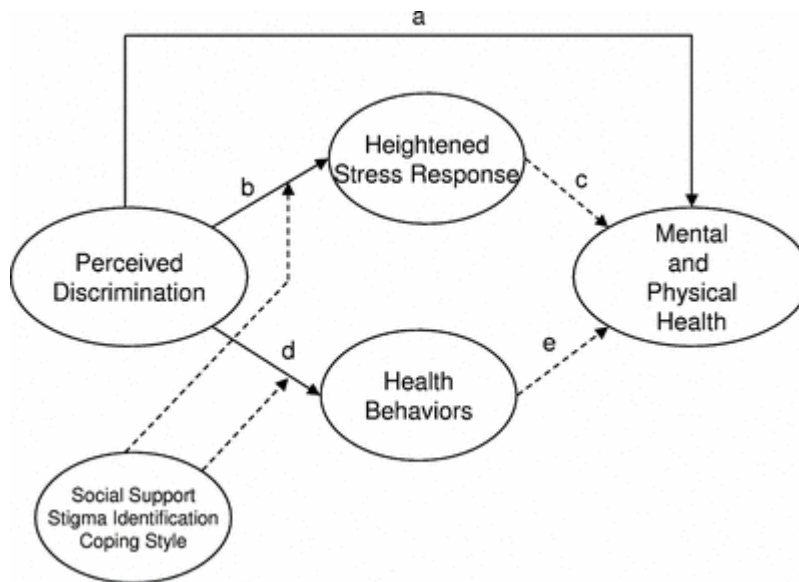 a
Heightened
Stress Response
b
c
Perceived
Discrimination
Mental
and
Physical
Health
d
e
Health
Behaviors
Social Support
Stigma Identification
Coping Style